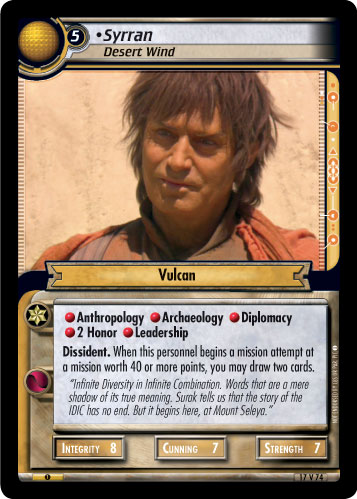 5 •Syrran
Desert Wind
Vulcan
•Anthropology •Archaeology •Diplomacy
•2 Honor •Leadership
Dissident. When this personnel begins a mission attempt at
a mission worth 40 or more points, you may draw two cards.
"Infinite Diversity in Infinite Combination. Words that are a mere
shadow of its true meaning. Surak tells us that the story of the
IDIC has no end. But it begins here, at Mount Seleya."
INTEGRITY 8 CUNNING 7 STRENGTH 7
17 V 74